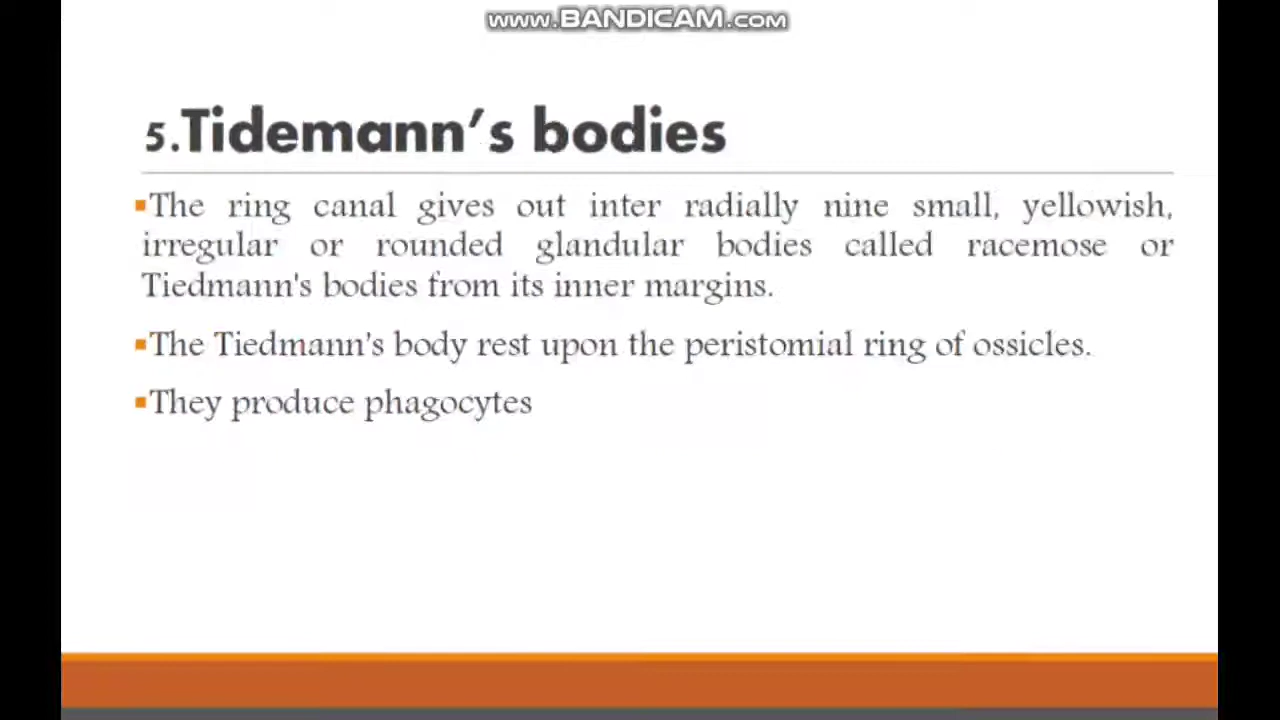 www.BANDICAM.com
5.Tidemann's bodies
▪The ring canal gives out inter radially nine small, yellowish,
irregular or rounded glandular bodies called racemose or
Tiedmann's bodies from its inner margins.
▪The Tiedmann's body rest upon the peristomial ring of ossicles.
▪They produce phagocytes